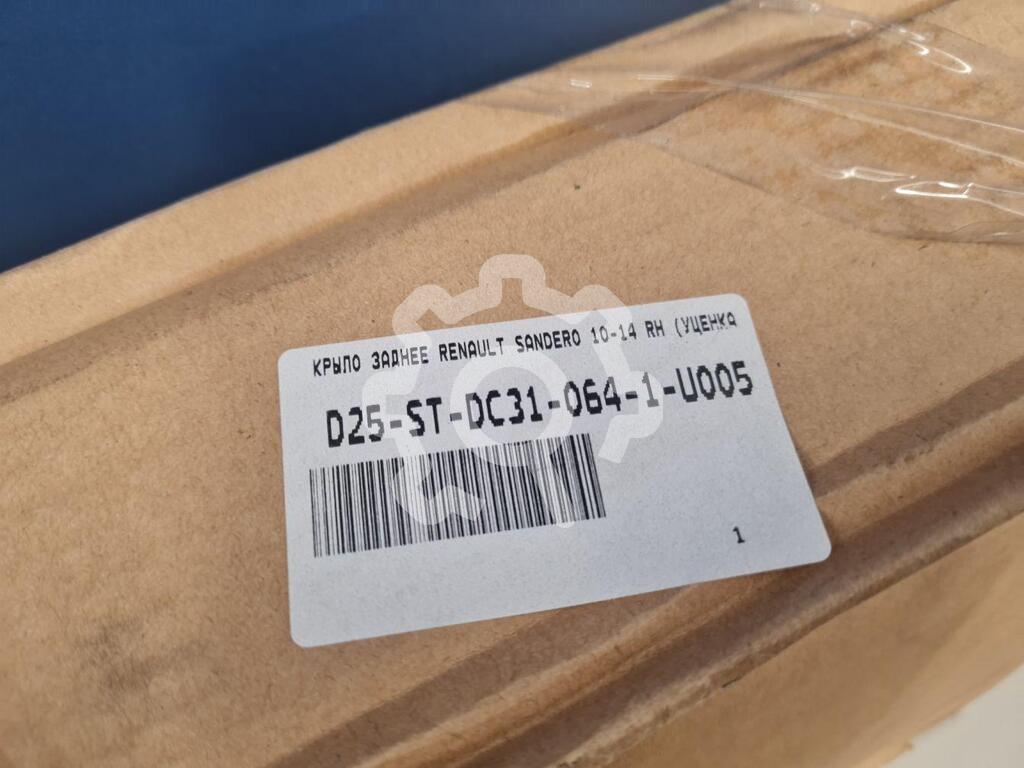 КРЫЛО ЗАДНЕЕ RENAULT SANDERO 10-14 RH (УЦЕНКА
D25-ST-DC31-064-1-U005
1